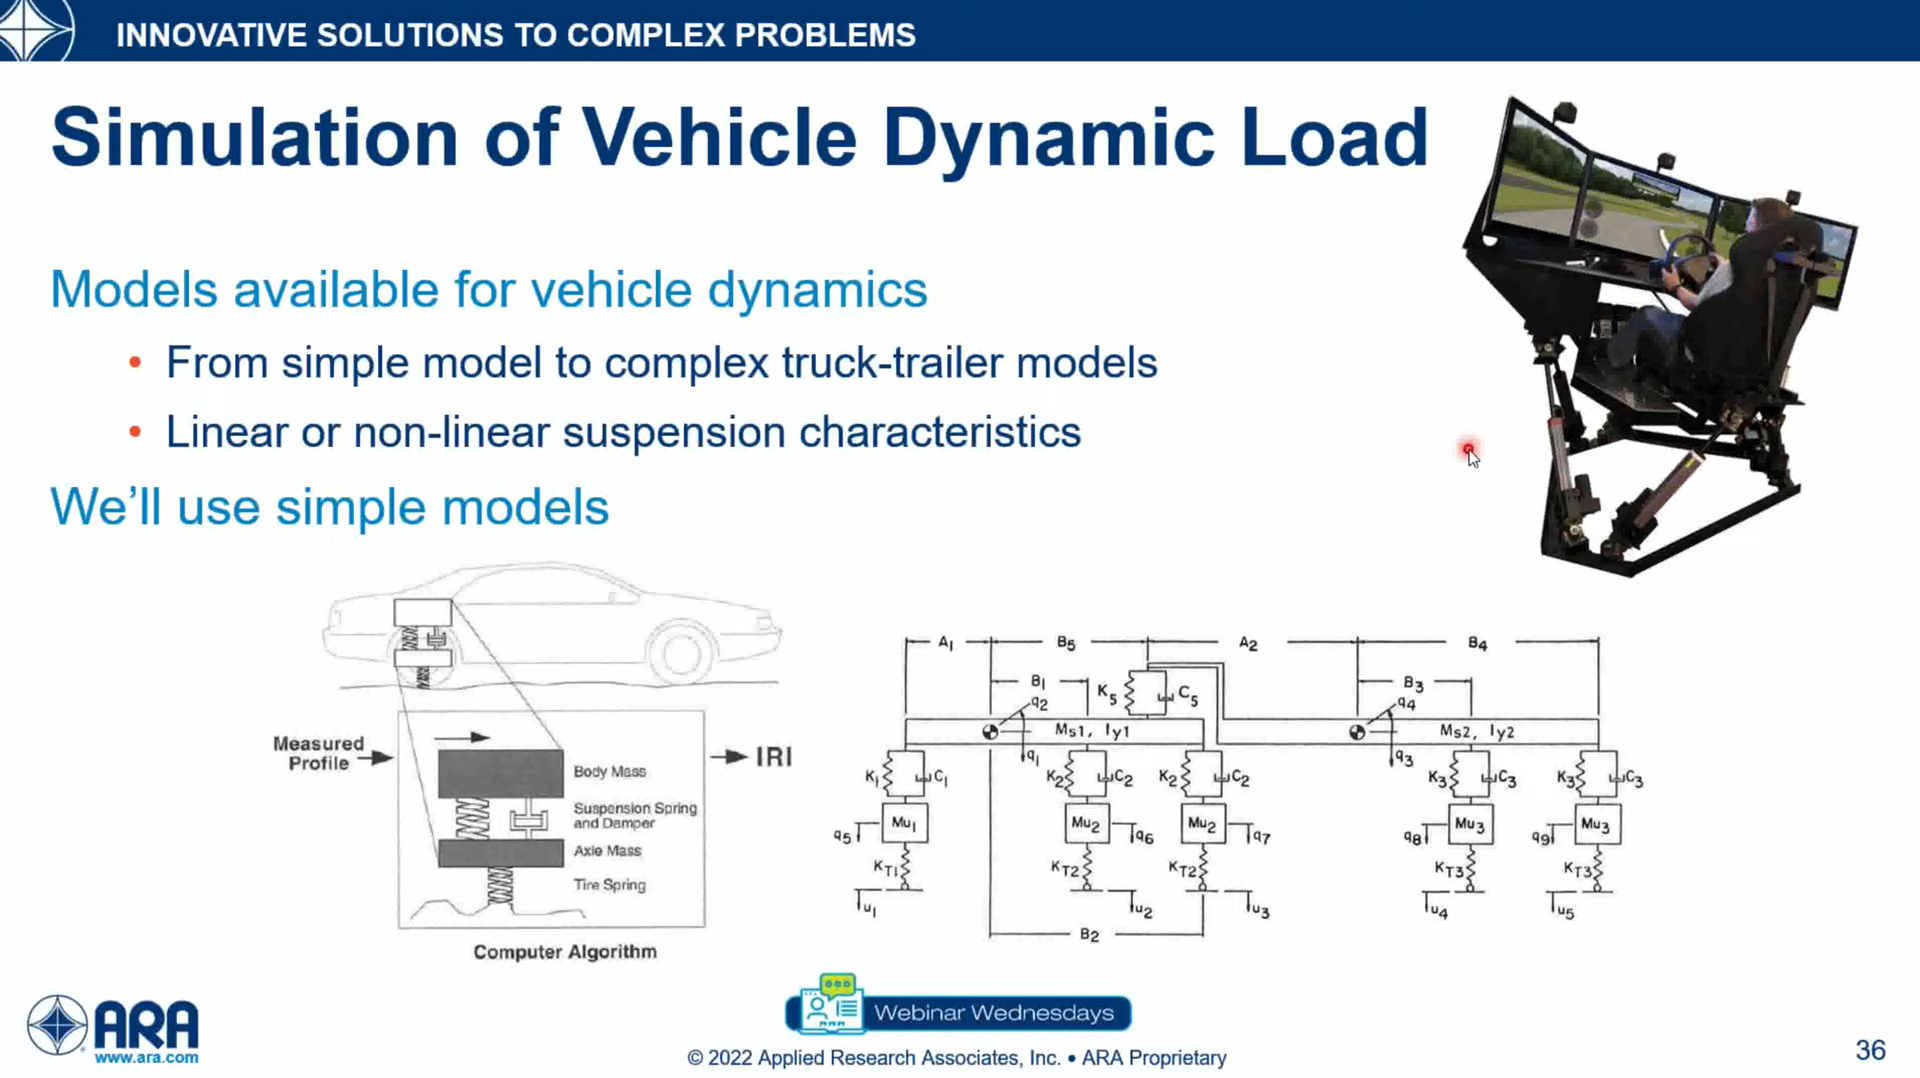 INNOVATIVE SOLUTIONS TO COMPLEX PROBLEMS
Simulation of Vehicle Dynamic Load
Models available for vehicle dynamics
• From simple model to complex truck-trailer models
• Linear or non-linear suspension characteristics
We’ll use simple models
Measured
Profile
IRI
Body Mass
Suspension Spring
and Damper
Axle Mass
Tire Spring
Computer Algorithm
A1 B5 A2 B4
B1 K5 C5 B3
q2 q4
Ms1, Iy1 Ms2, Iy2
q1 q3
K1 C1 K2 C2 K2 C2 K3 C3 K3 C3
Mu1 Mu2 Mu2 Mu3 Mu3
q5 q6 q7 q8 q9
KT1 KT2 KT2 KT3 KT3
u1 u2 u3 u4 u5
B2
ARA
www.ara.com
ARA
Webinar Wednesdays
© 2022 Applied Research Associates, Inc. • ARA Proprietary
36